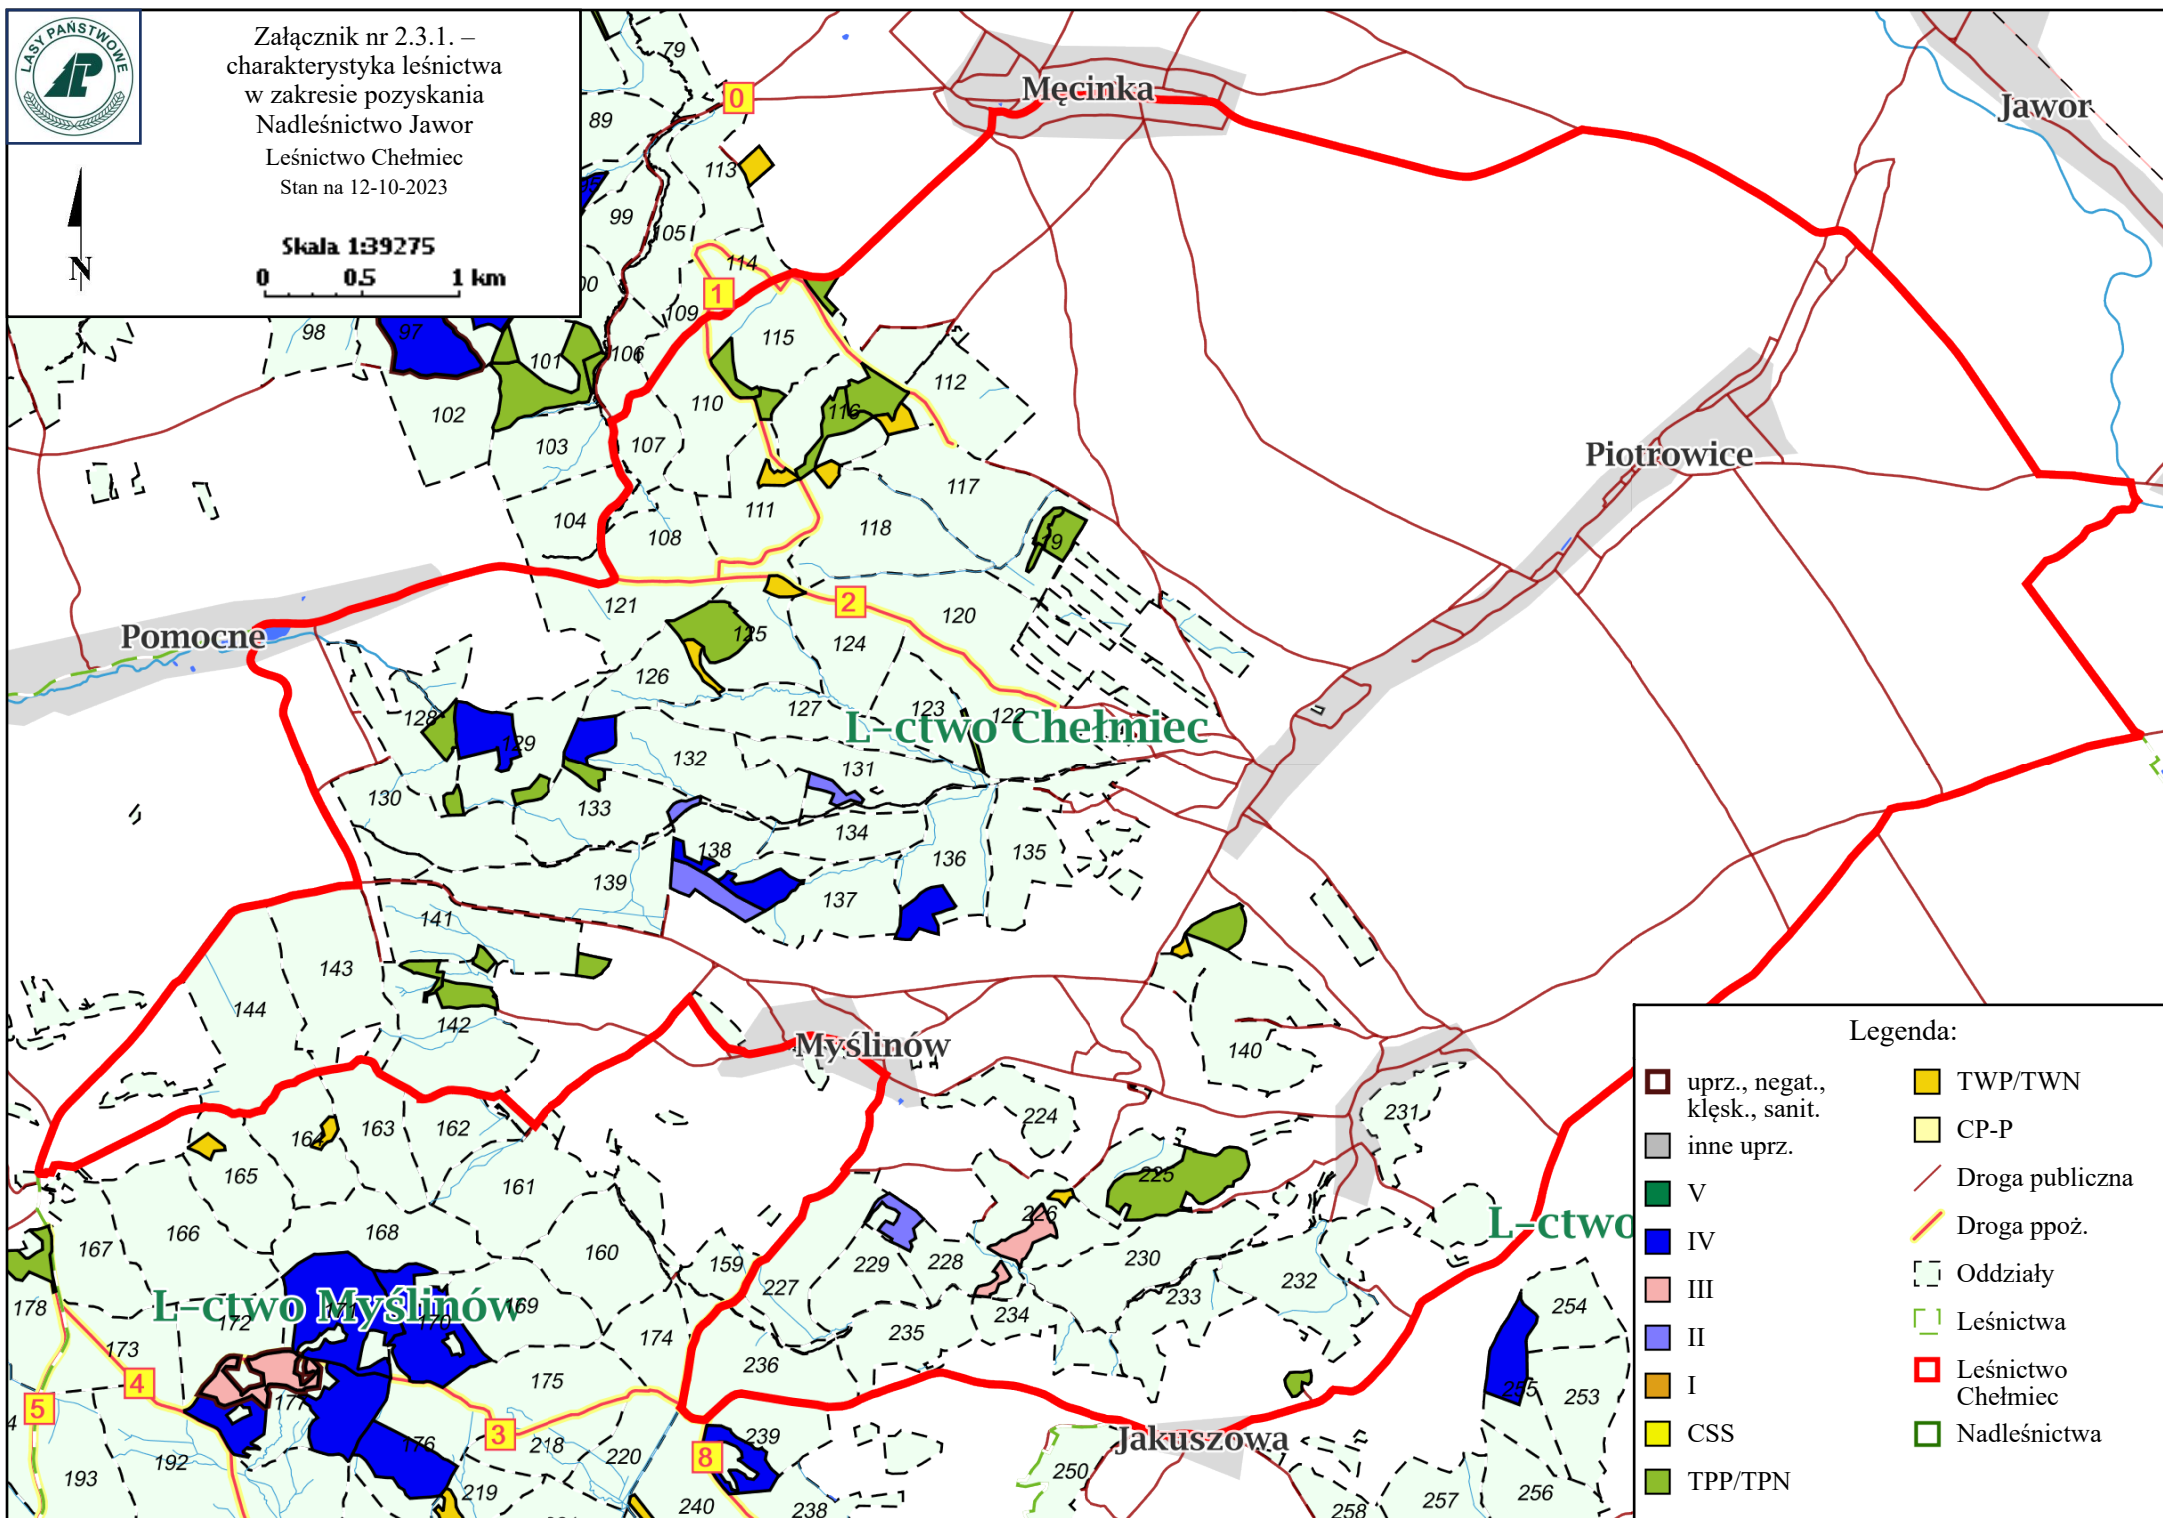 LASY PAŃSTWOWE
LP
Załącznik nr 2.3.1. –
charakterystyka leśnictwa
w zakresie pozyskania
Nadleśnictwo Jawor
Leśnictwo Chełmiec
Stan na 12-10-2023
N
Skala 1:39275
0 0.5 1 km
79
0
Męcinka
Jawor
89
113
95
99
105
114
1
109
115
98
97
101
106
112
102
110
116
103
107
Piotrowice
104
111
117
118
108
19
2
121
120
Pomocne
125
124
126
128
127
123
122
L-ctwo Chełmiec
129
132
131
130
133
134
138
136
135
139
137
141
143
144
142
Myślinów
140
Legenda:
uprz., negat.,
klęsk., sanit.
inne uprz.
V
IV
III
II
I
CSS
TPP/TPN
TWP/TWN
CP-P
Droga publiczna
Droga ppoż.
Oddziały
Leśnictwa
Leśnictwo
Chełmiec
Nadleśnictwa
224
231
164
163
162
165
161
225
226
L-ctwo
167
166
168
160
159
229
228
230
227
232
233
178
L-ctwo Myślinów
171
170
169
172
234
254
173
174
235
236
4
175
255
253
5
177
3
176
218
220
8
239
Jakuszowa
192
193
219
250
240
238
258
257
256